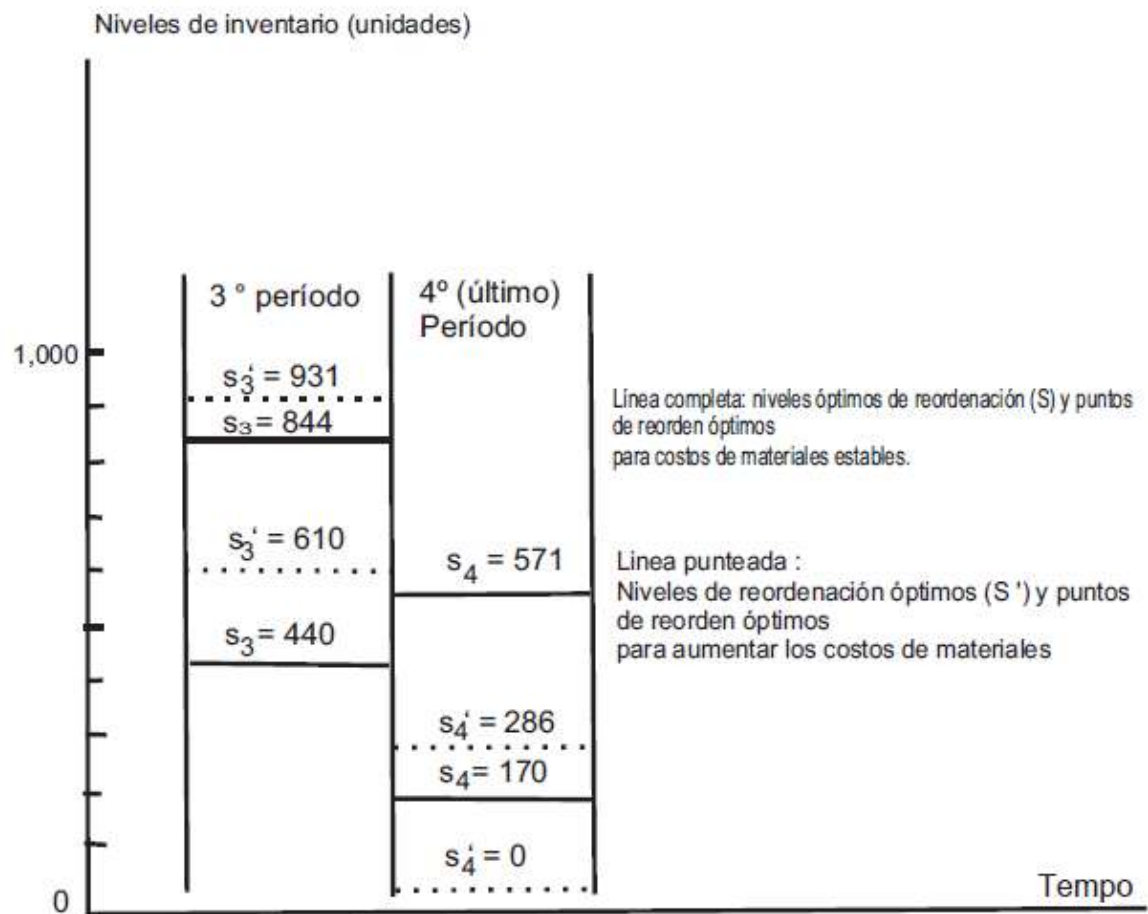 Niveles de inventario (unidades)
3 ° período
4º (último)
Período
1,000
s₃' = 931
s₃ = 844
Línea completa: niveles óptimos de reordenación (S) y puntos
de reorden óptimos
para costos de materiales estables.
s₃' = 610
s₄ = 571
Linea punteada :
Niveles de reordenación óptimos (S ') y puntos
de reorden óptimos
para aumentar los costos de materiales
s₃ = 440
s₄' = 286
s₄ = 170
s₄' = 0
0
Tempo